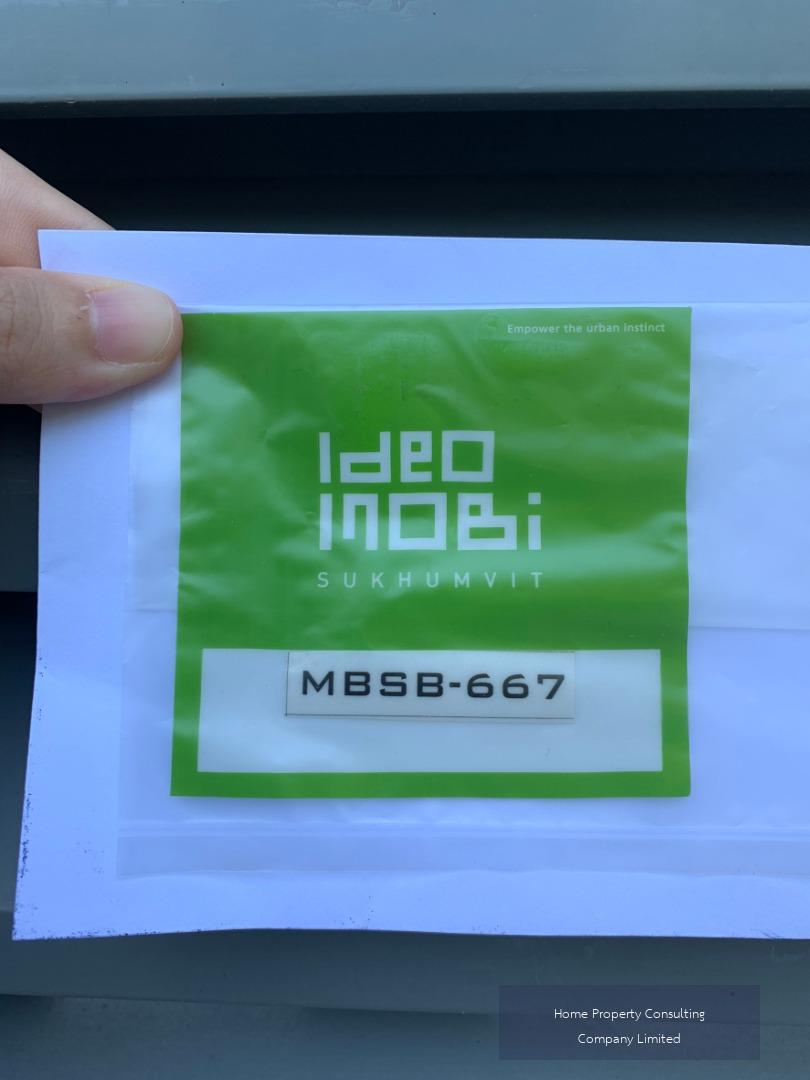 Empower the urban instinct
Ideo
Mobi
SUKHUMVIT
MBSB-667
Home Property Consulting
Company Limited